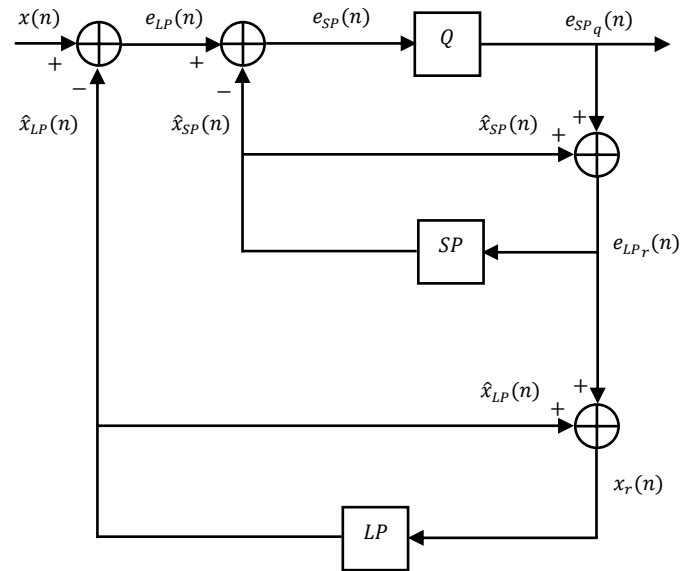 x(n) e_{LP}(n) e_{SP}(n) Q e_{SP_q}(n)
+ + +
− −
x̂_{LP}(n) x̂_{SP}(n) x̂_{SP}(n) +
SP e_{LP_r}(n)
+
x̂_{LP}(n) +
x_r(n)
LP